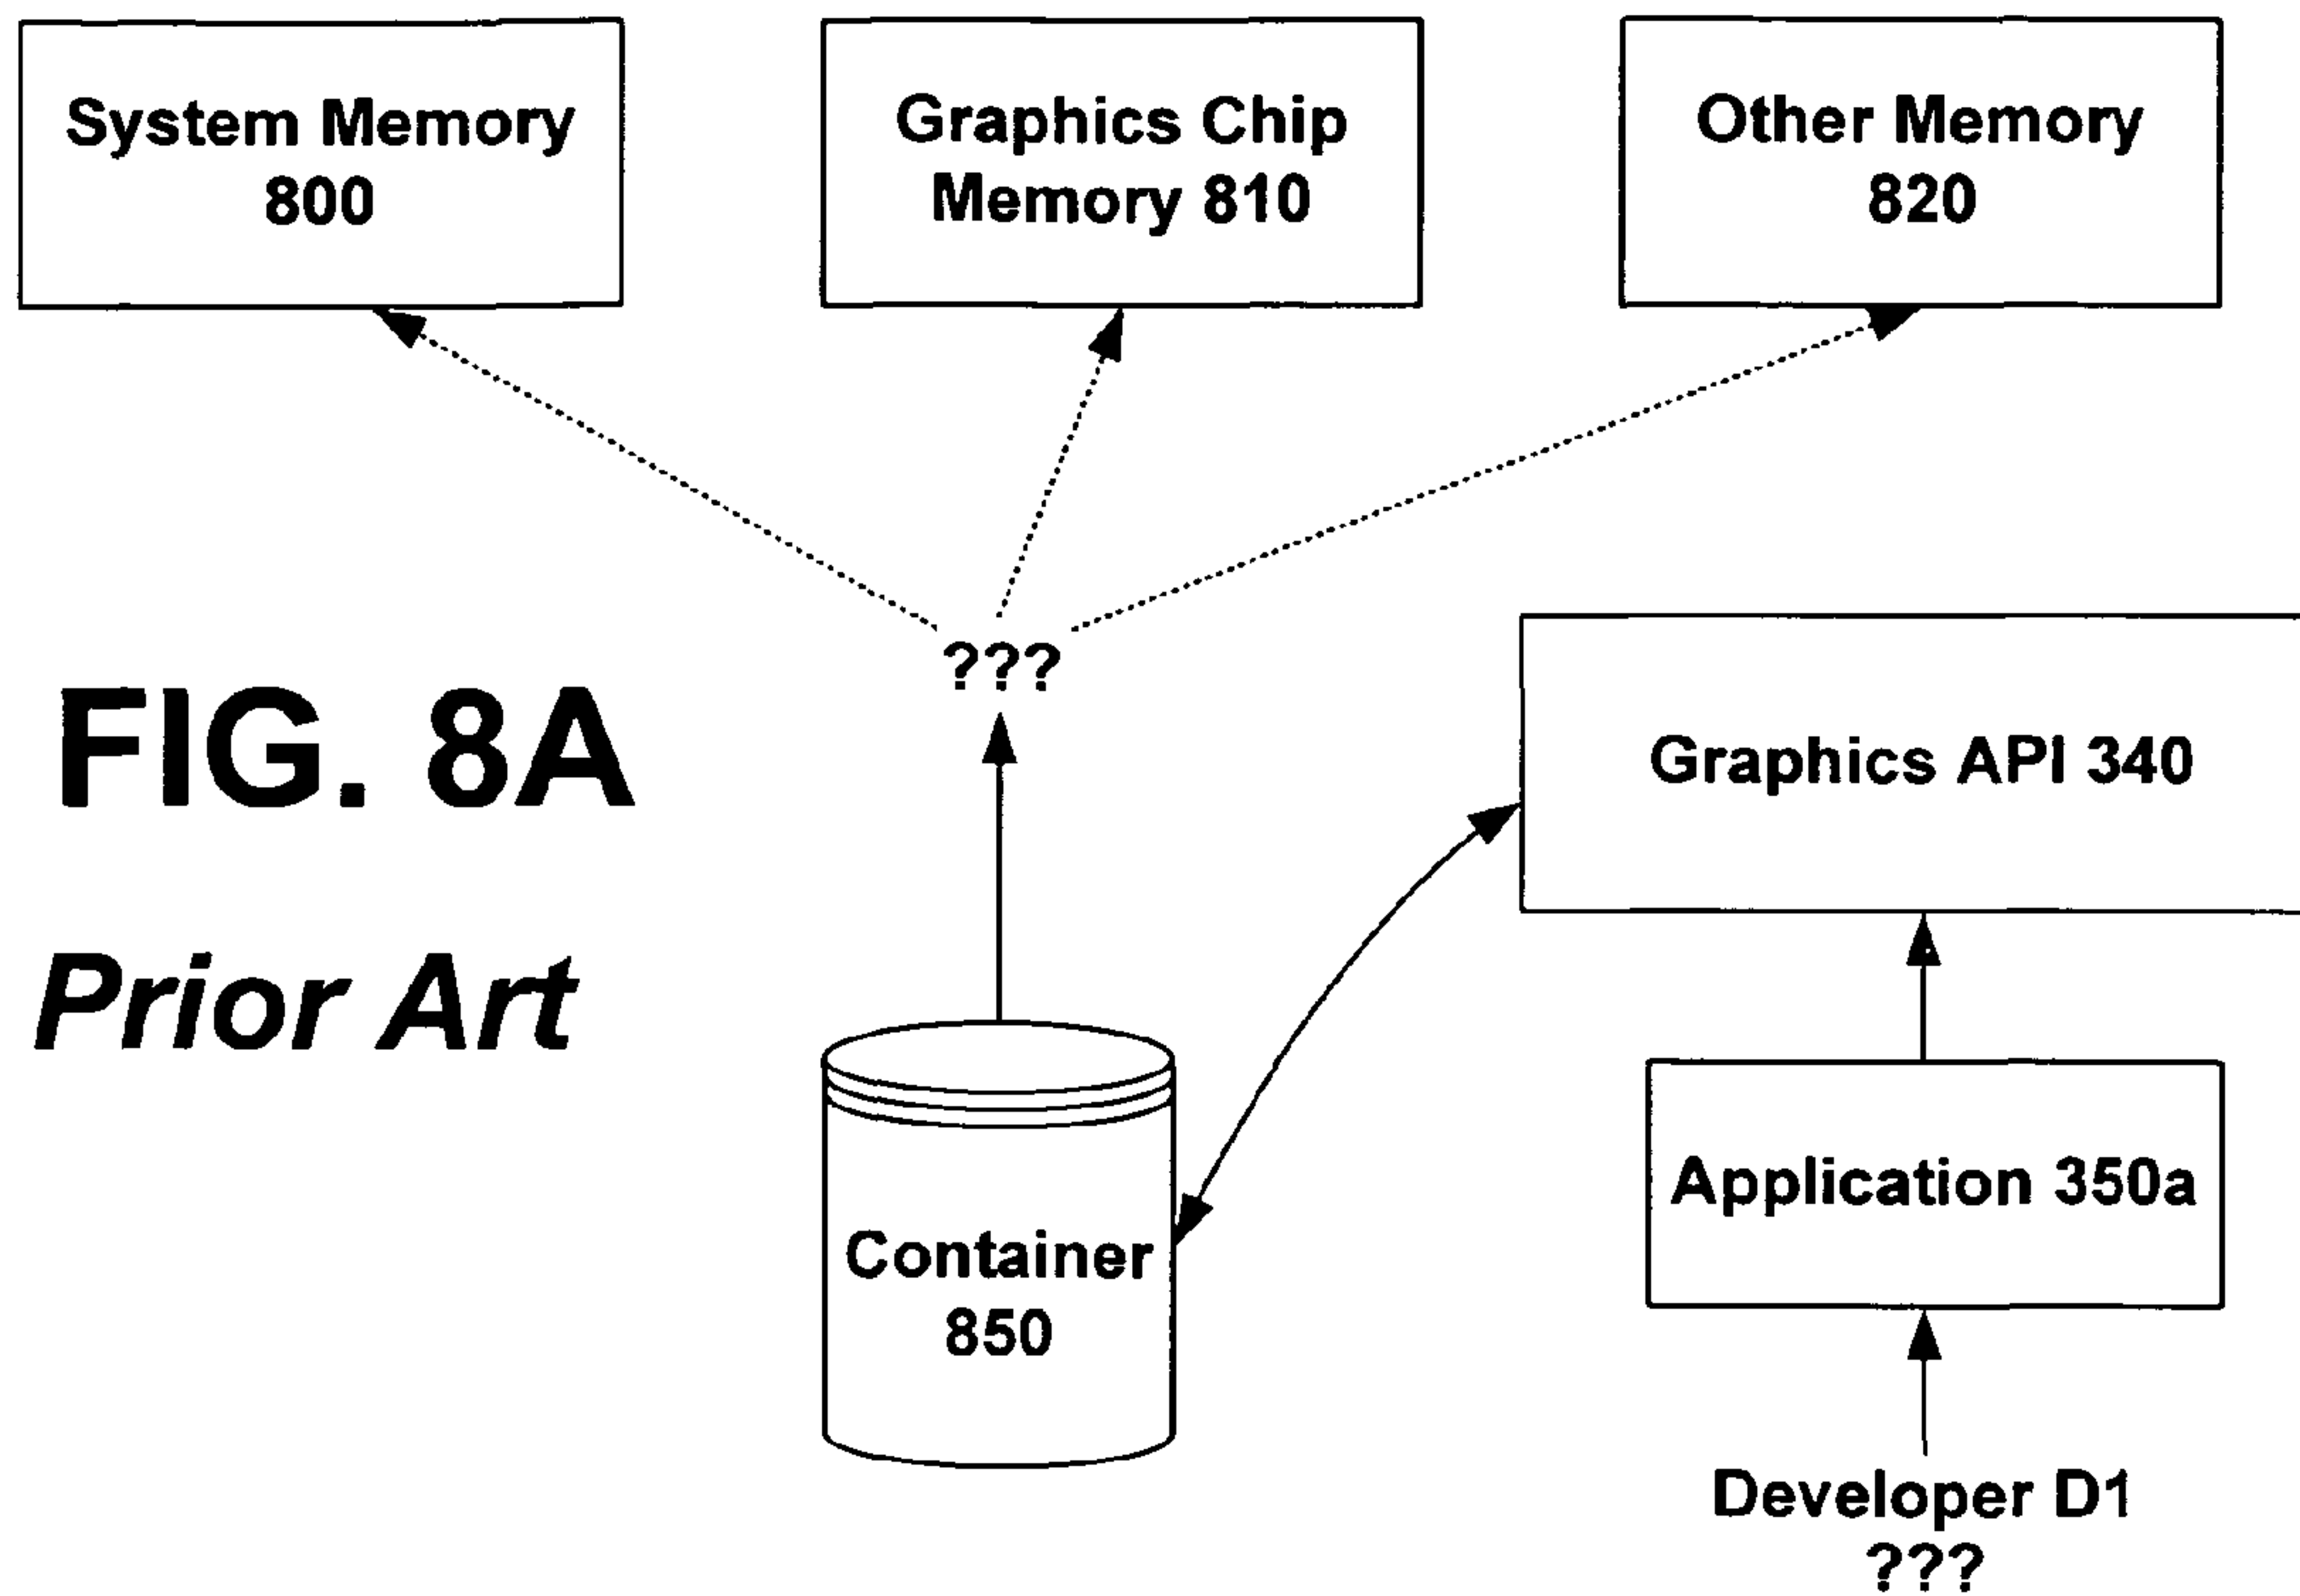 System Memory
800
Graphics Chip
Memory 810
Other Memory
820
???
FIG. 8A
Prior Art
Graphics API 340
Application 350a
Container
850
Developer D1
???